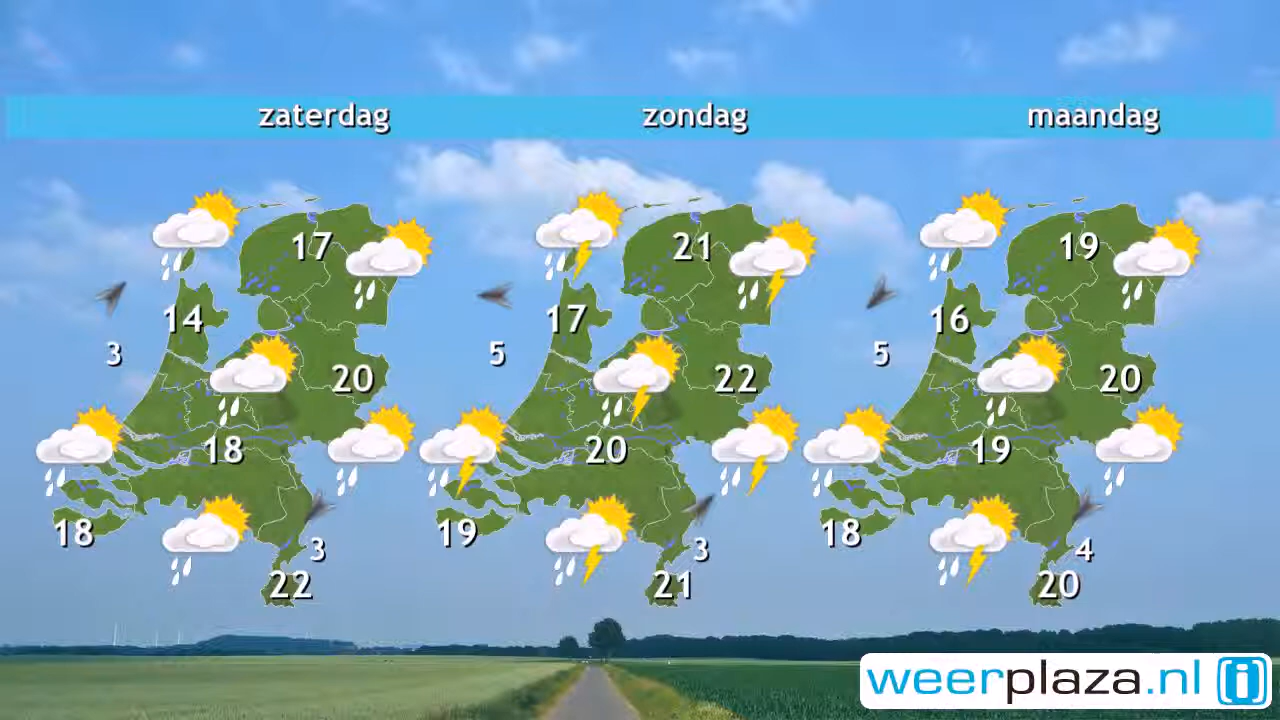 zaterdag zondag maandag
17 21 19
14 17 16
3 5 5
20 22 20
18 20 19
18 19 18
3 3 4
22 21 20
weerplaza.nl i